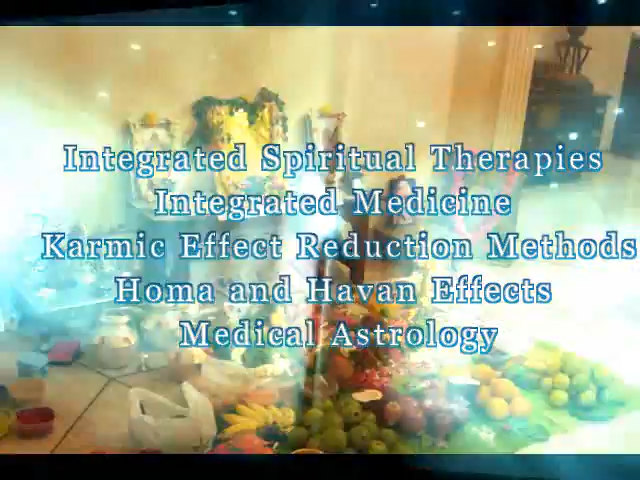 Integrated Spiritual Therapies
Integrated Medicine
Karmic Effect Reduction Methods
Homa and Havan Effects
Medical Astrology